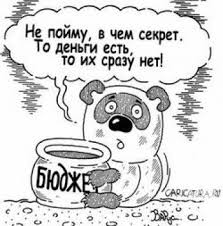 Не пойму, в чем секрет.
То деньги есть,
то их сразу нет!
БЮДЖЕ
CARICATURA.RU